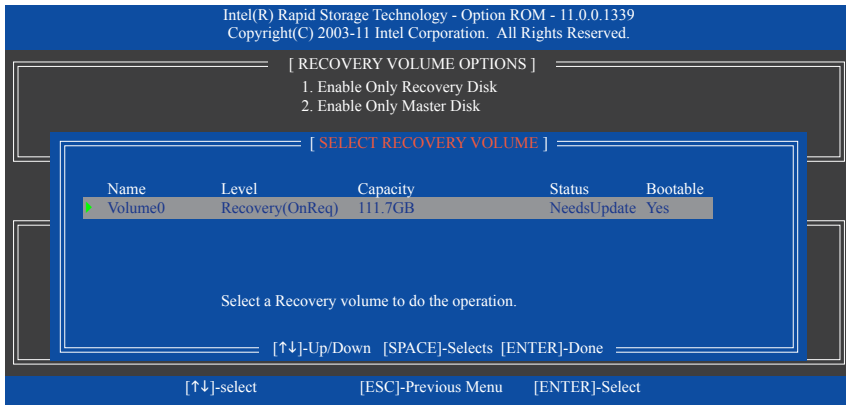 Intel(R) Rapid Storage Technology - Option ROM - 11.0.0.1339
Copyright(C) 2003-11 Intel Corporation. All Rights Reserved.
[ RECOVERY VOLUME OPTIONS ]
1. Enable Only Recovery Disk
2. Enable Only Master Disk
[ SELECT RECOVERY VOLUME ]
Name Level Capacity Status Bootable
Volume0 Recovery(OnReq) 111.7GB NeedsUpdate Yes
Select a Recovery volume to do the operation.
[↑↓]-Up/Down [SPACE]-Selects [ENTER]-Done
[↑↓]-select [ESC]-Previous Menu [ENTER]-Select